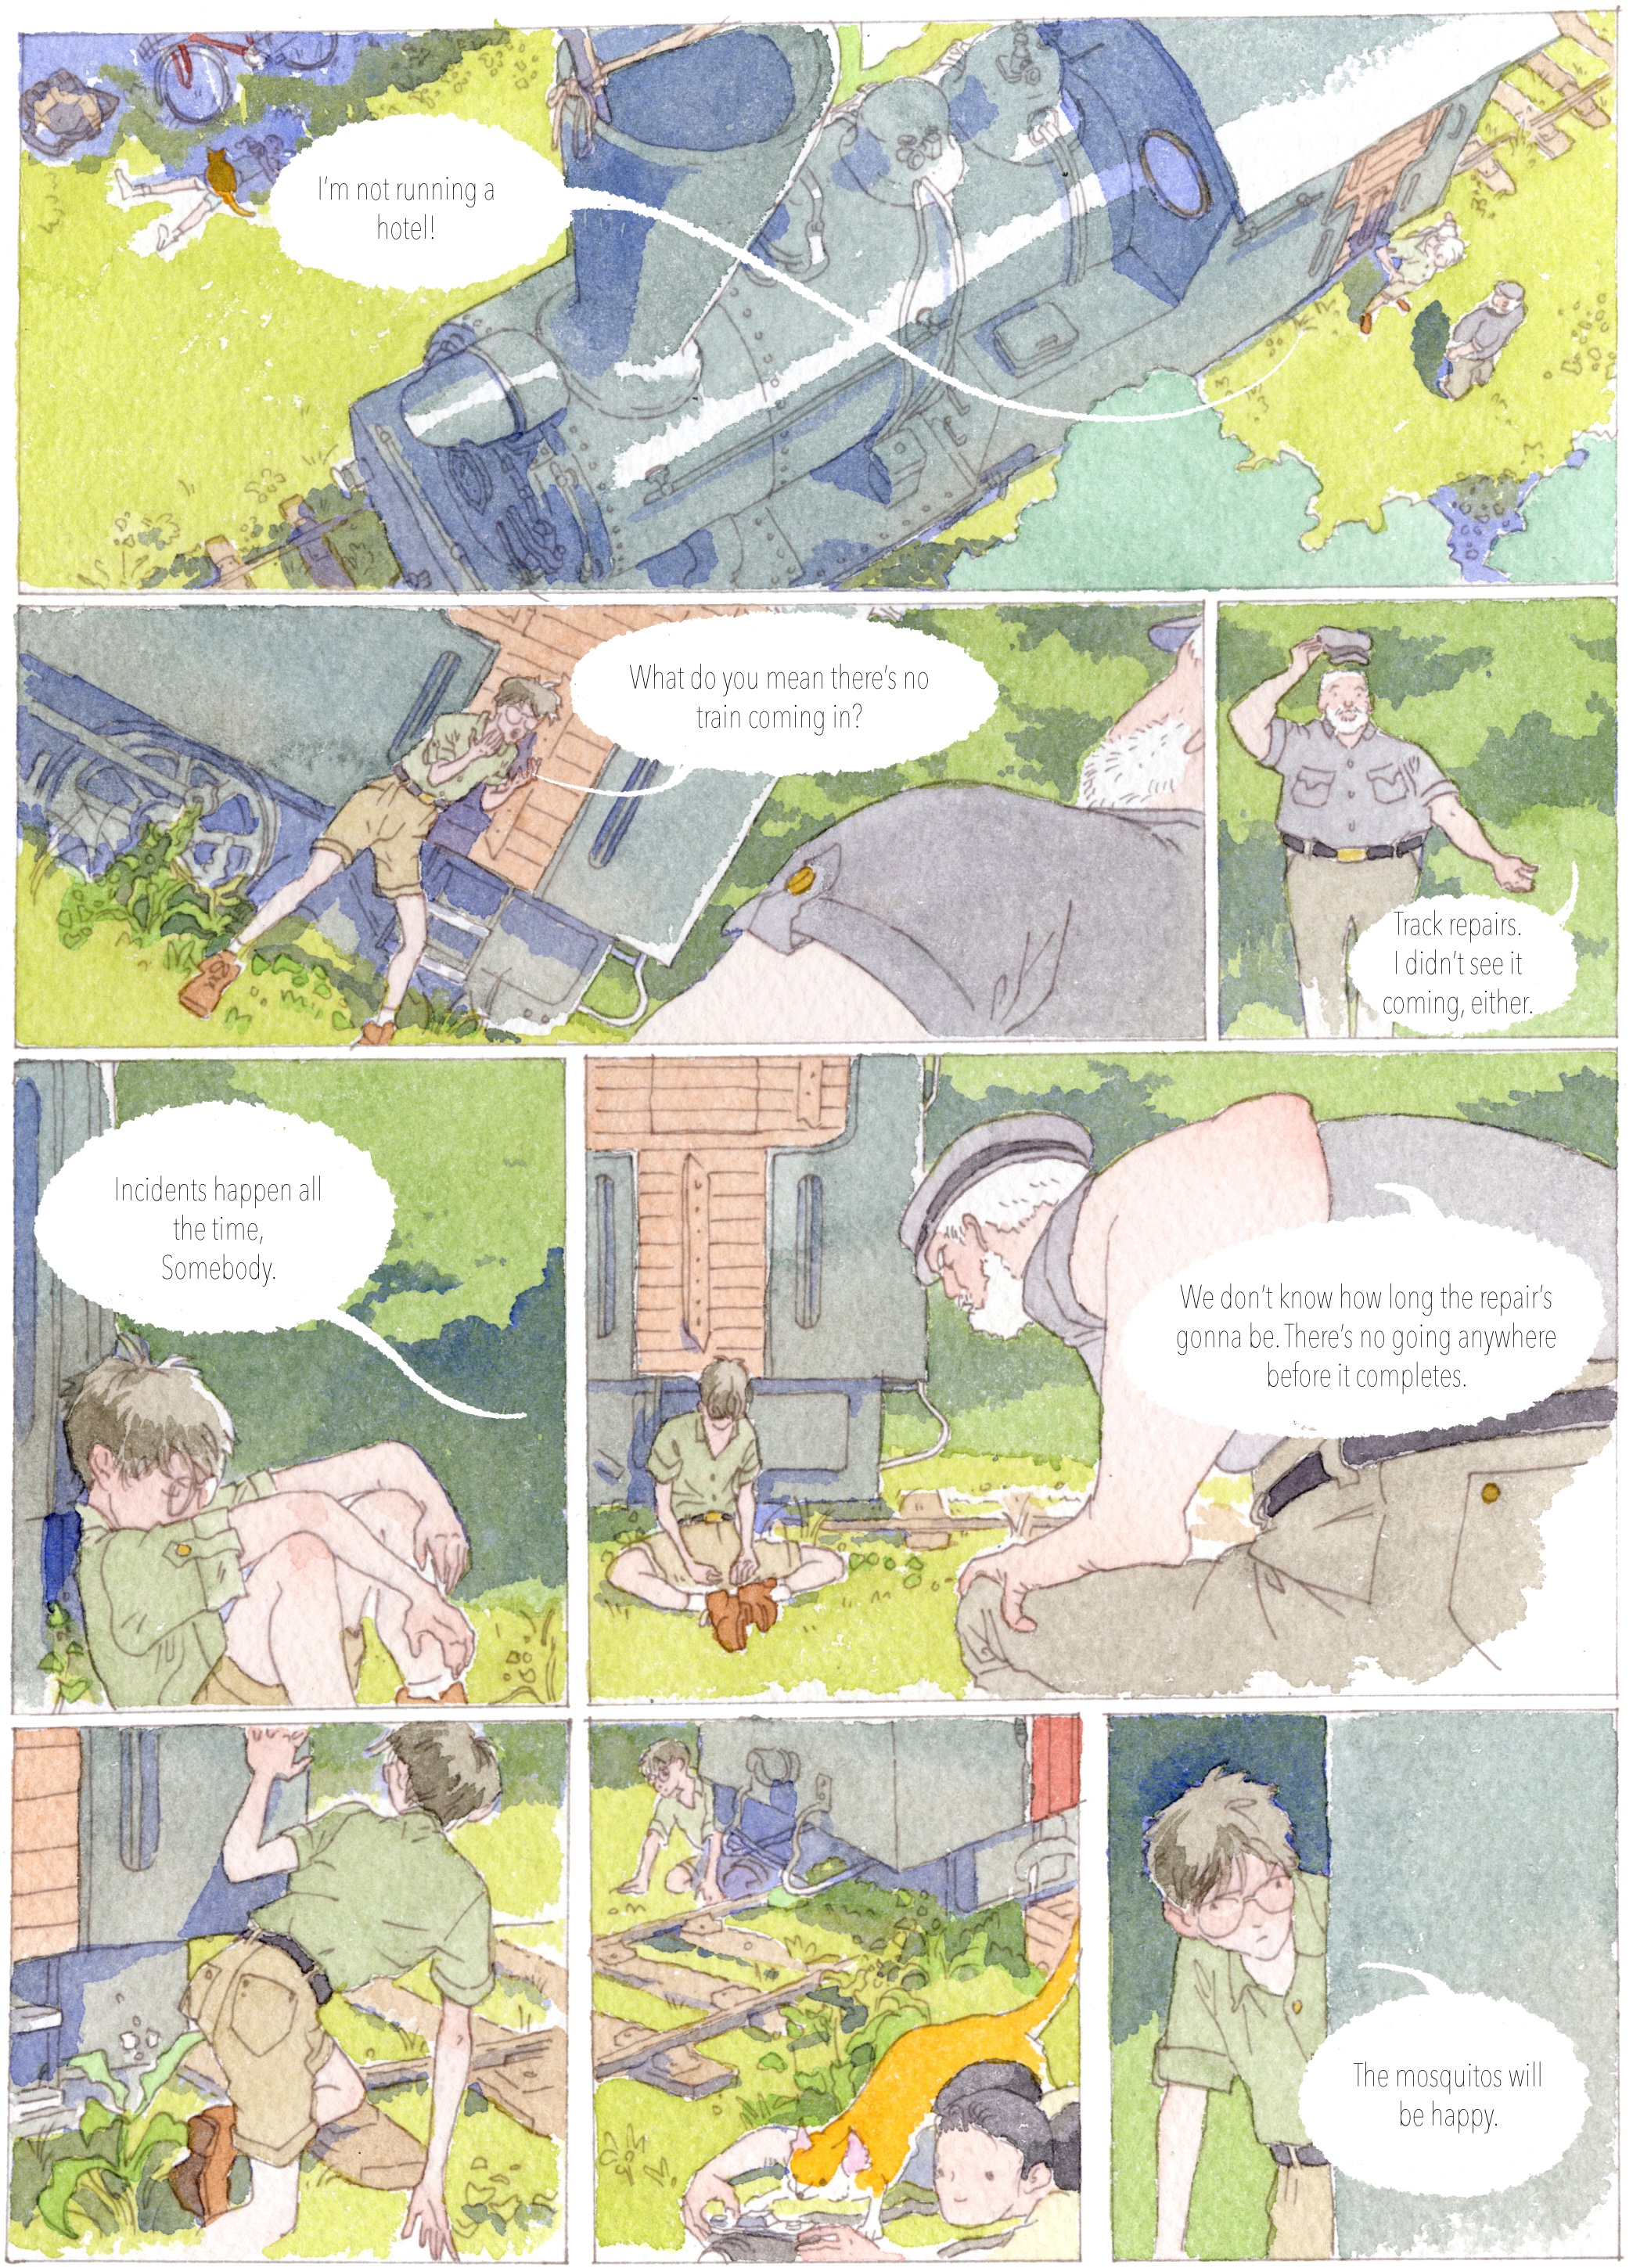 I'm not running a
hotel!
What do you mean there's no
train coming in?
Track repairs.
I didn't see it
coming, either.
Incidents happen all
the time,
Somebody.
We don't know how long the repair's
gonna be. There's no going anywhere
before it completes.
The mosquitos will
be happy.